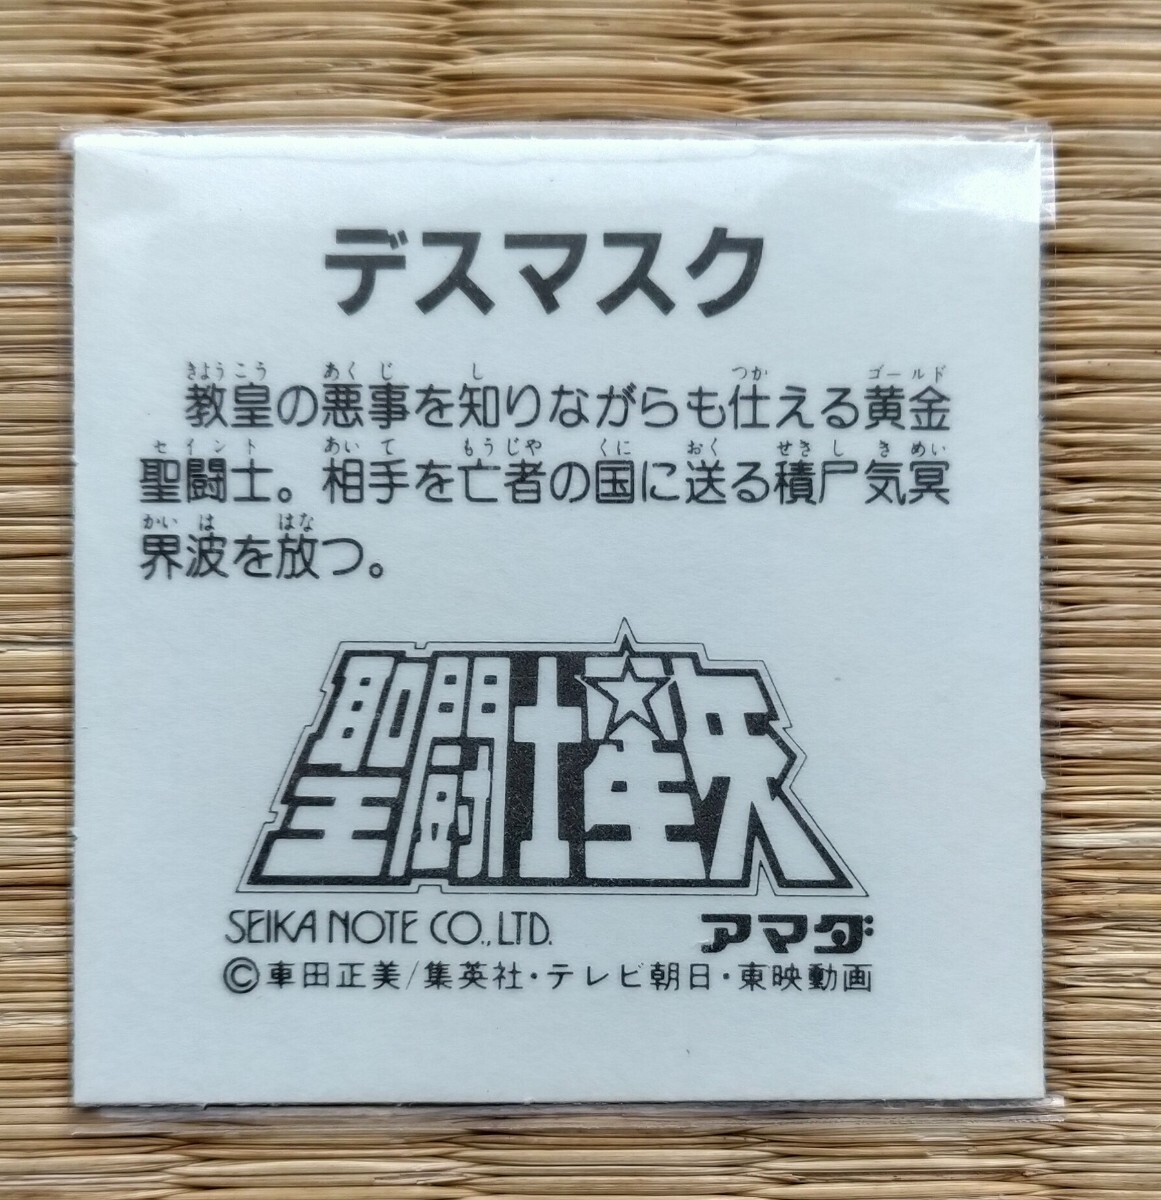 デスマスク
きょうこう あくじ し つか ゴールド
教皇の悪事を知りながらも仕える黄金
セイント あいて もうじゃ くに おく せきしきめい
聖闘士。相手を亡者の国に送る積尸気冥
かいは はな
界波を放つ。
聖闘士星矢
SEIKA NOTE CO., LTD. アマダ
©車田正美/集英社・テレビ朝日・東映動画